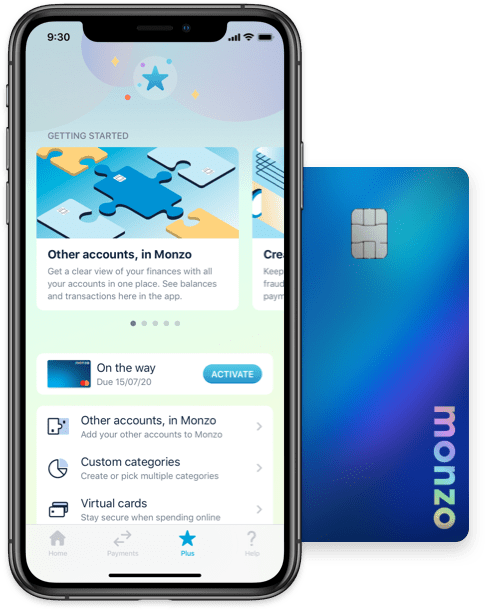 9:30
GETTING STARTED
Other accounts, in Monzo
Get a clear view of your finances with all
your accounts in one place. See balances
and transactions here in the app.
Cre
Keep
fraud
paym
On the way
Due 15/07/20
ACTIVATE
Other accounts, in Monzo
Add your other accounts to Monzo
Custom categories
Create or pick multiple categories
Virtual cards
Stay secure when spending online
Home
Payments
Plus
Help
monzo